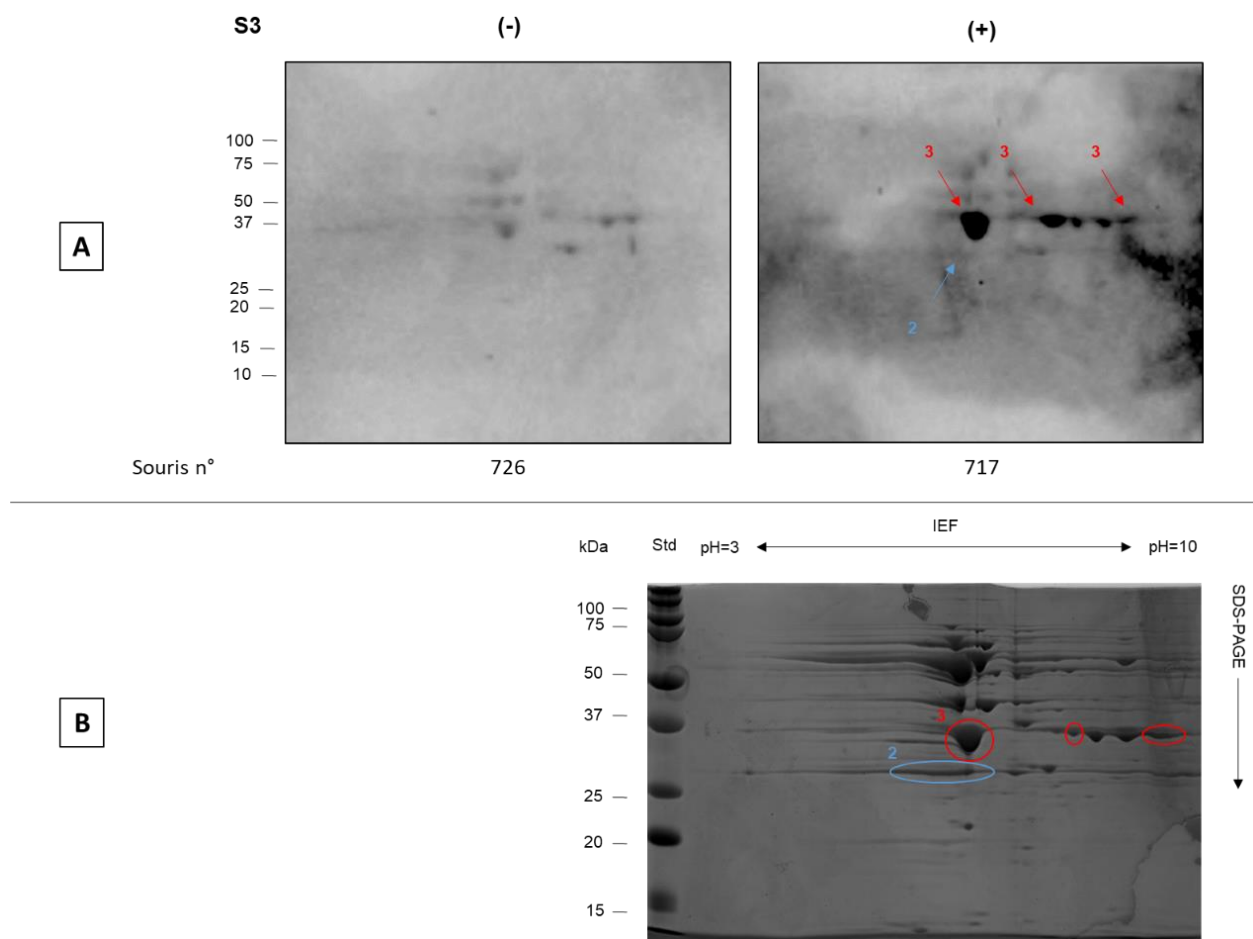 S3 (-) (+)
100 —
75 —
50 —
37 —
25 —
20 —
15 —
10 —
A
3 3 3
2
Souris n° 726 717
IEF
kDa Std pH=3 pH=10
100 —
75 —
50 —
37 —
25 —
20 —
15 —
B
3
2
SDS-PAGE